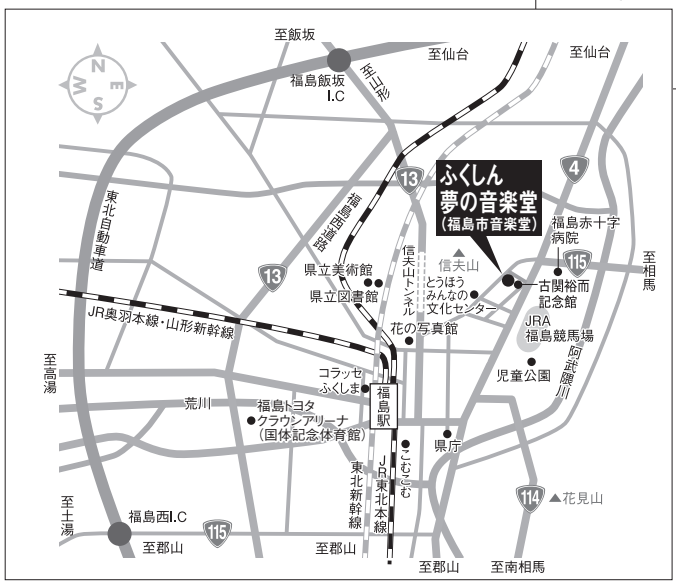 至飯坂
至仙台
至仙台
N
E
S
W
福島飯坂
I.C
至山形
4
13
ふくしん
夢の音楽堂
(福島市音楽堂)
東北自動車道
福島西道路
信夫山トンネル
信夫山
福島赤十字
病院
115
至相馬
13
県立美術館
県立図書館
とうほう
みんなの
文化センター
古関裕而
記念館
JR奥羽本線・山形新幹線
花の写真館
JRA
福島競馬場
阿武隈川
至高湯
コラッセ
ふくしま
児童公園
荒川
福島トヨタ
クラウンアリーナ
(国体記念体育館)
福島駅
県庁
こむこむ
東北新幹線
JR東北本線
114
花見山
至土湯
福島西I.C
115
至郡山
至郡山
至郡山
至南相馬